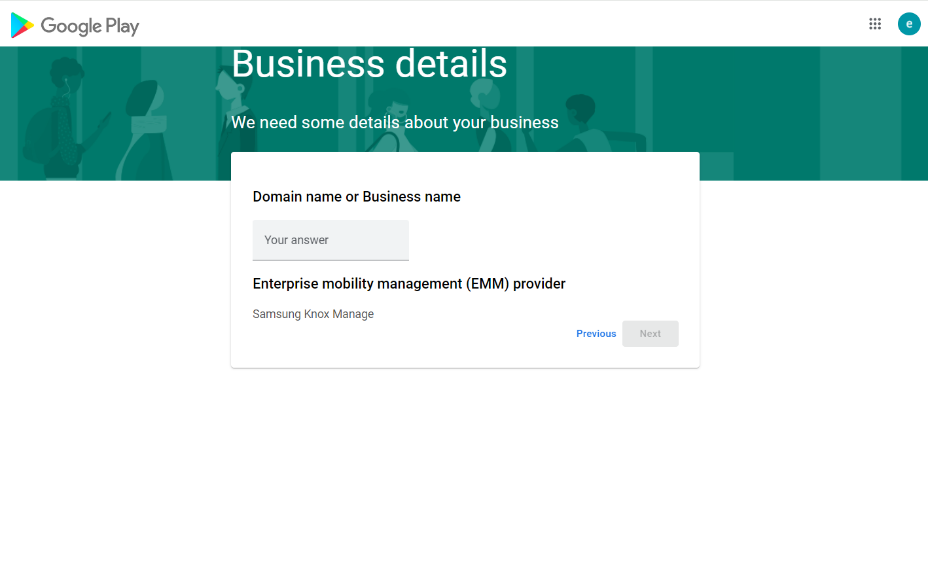 Google Play
e
Business details
We need some details about your business
Domain name or Business name
Your answer
Enterprise mobility management (EMM) provider
Samsung Knox Manage
Previous Next